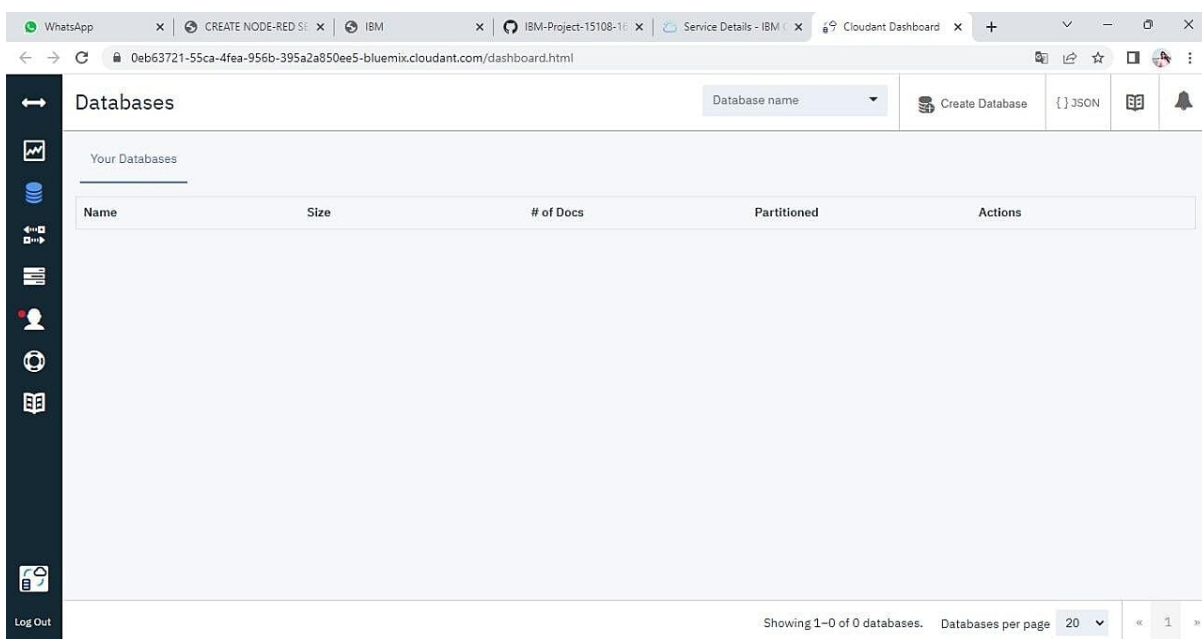 WhatsApp CREATE NODE-RED SE IBM IBM-Project-15108-16 Service Details - IBM C Cloudant Dashboard
0eb63721-55ca-4fea-956b-395a2a850ee5-bluemix.cloudant.com/dashboard.html
Databases Database name Create Database { } JSON
Your Databases
Name Size # of Docs Partitioned Actions
Log Out Showing 1–0 of 0 databases. Databases per page 20 « 1 »